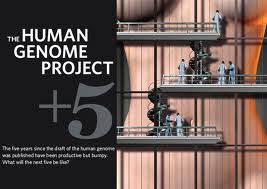 THE HUMAN
GENOME
PROJECT
+5
The five years since the draft of the human genome
was published have been productive but bumpy.
What will the next five be like?